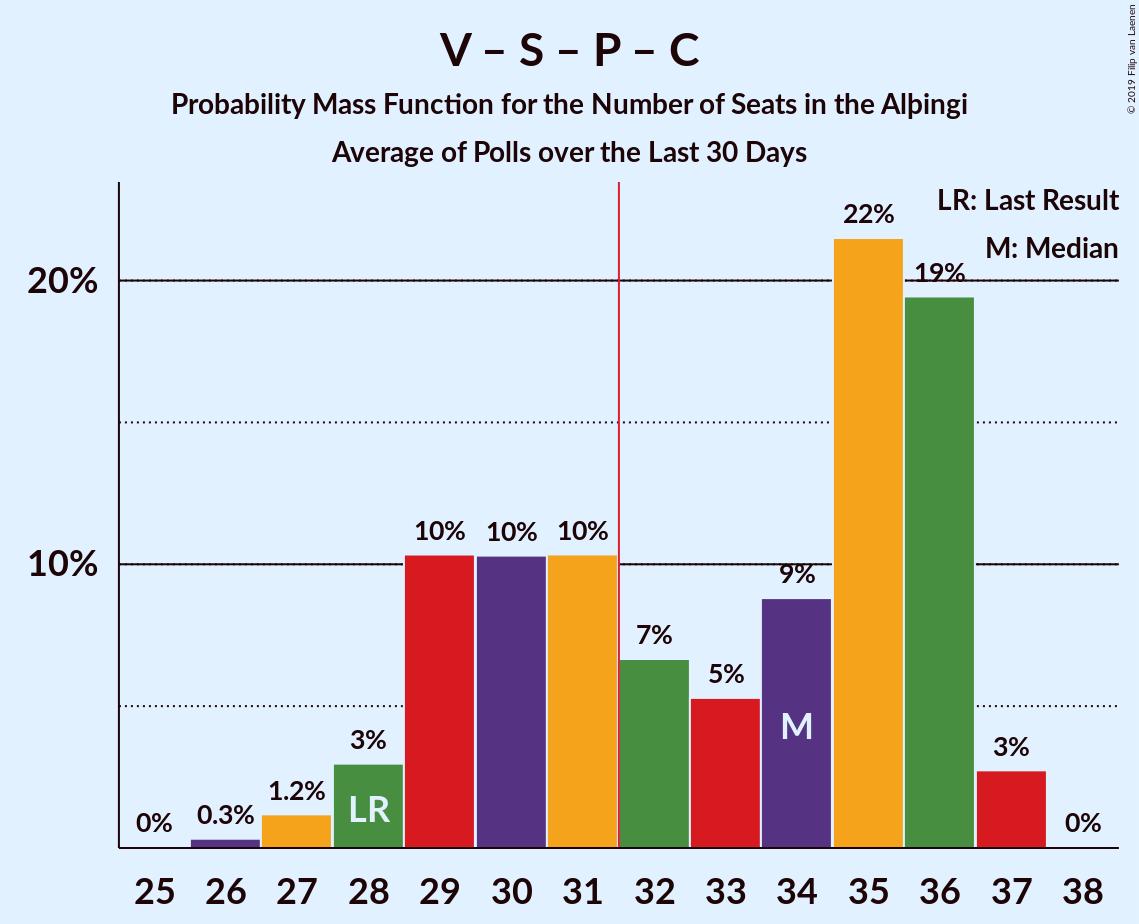 V – S – P – C
Probability Mass Function for the Number of Seats in the Alþingi
Average of Polls over the Last 30 Days
© 2019 Filip van Laenen
LR: Last Result
M: Median
20%
10%
0%
0.3%
1.2%
3%
10%
10%
10%
7%
5%
9%
22%
19%
3%
0%
LR
M
25 26 27 28 29 30 31 32 33 34 35 36 37 38